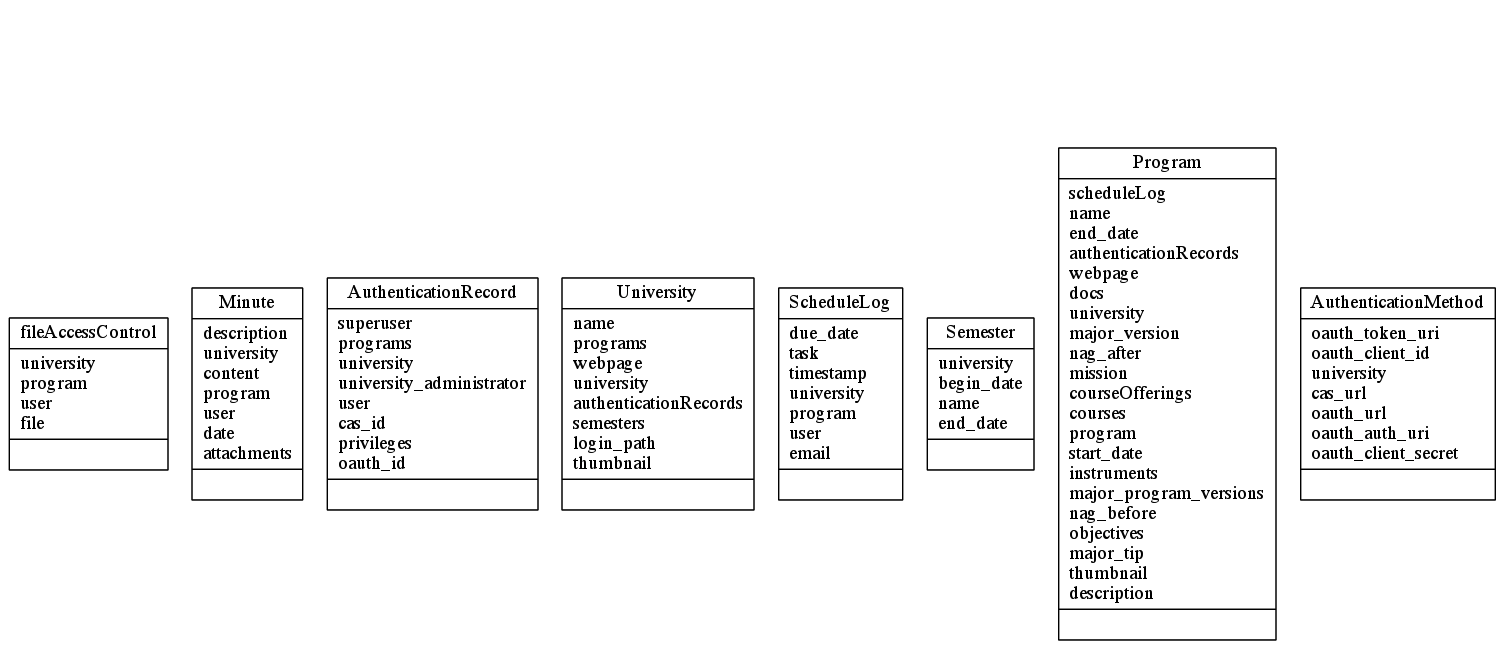 fileAccessControl
university
program
user
file
Minute
description
university
content
program
user
date
attachments
AuthenticationRecord
superuser
programs
university
university_administrator
user
cas_id
privileges
oauth_id
University
name
programs
webpage
university
authenticationRecords
semesters
login_path
thumbnail
ScheduleLog
due_date
task
timestamp
university
program
user
email
Semester
university
begin_date
name
end_date
Program
scheduleLog
name
end_date
authenticationRecords
webpage
docs
university
major_version
nag_after
mission
courseOfferings
courses
program
start_date
instruments
major_program_versions
nag_before
objectives
major_tip
thumbnail
description
AuthenticationMethod
oauth_token_uri
oauth_client_id
university
cas_url
oauth_url
oauth_auth_uri
oauth_client_secret